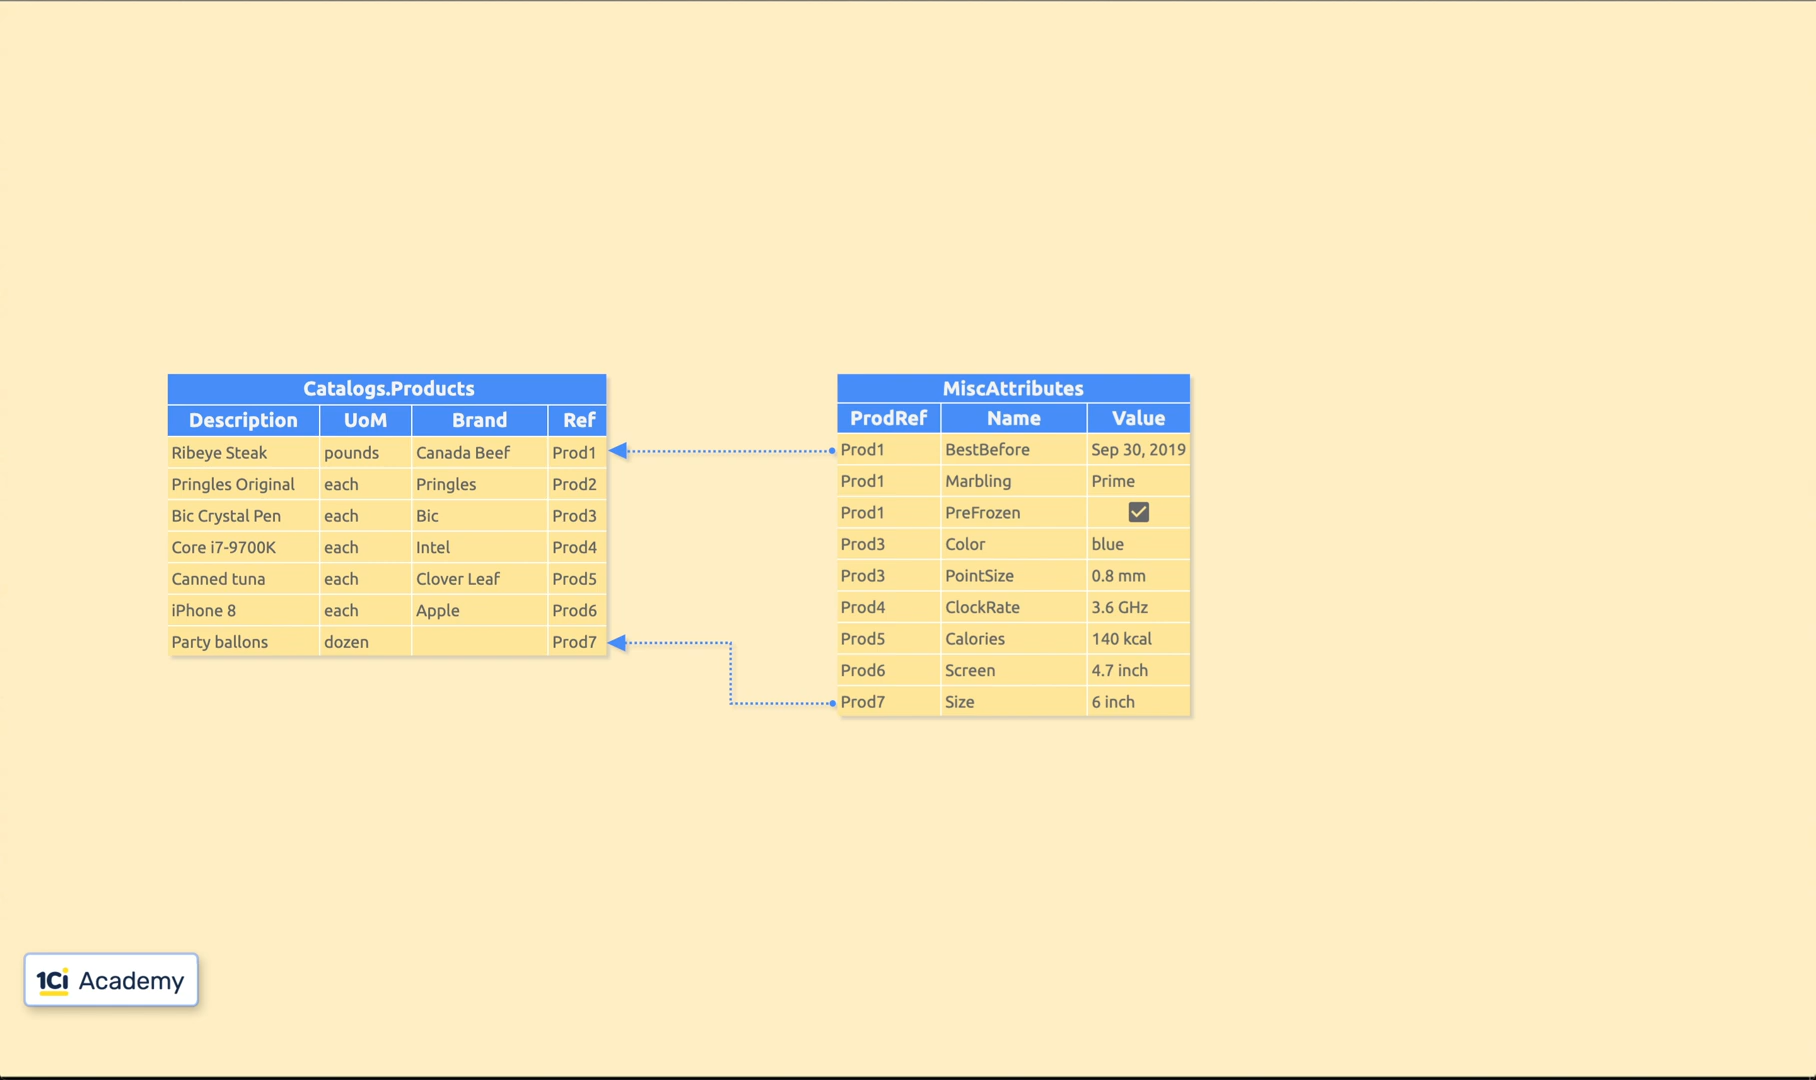 Catalogs.Products
Description UoM Brand Ref
Ribeye Steak pounds Canada Beef Prod1
Pringles Original each Pringles Prod2
Bic Crystal Pen each Bic Prod3
Core i7-9700K each Intel Prod4
Canned tuna each Clover Leaf Prod5
iPhone 8 each Apple Prod6
Party ballons dozen Prod7
MiscAttributes
ProdRef Name Value
Prod1 BestBefore Sep 30, 2019
Prod1 Marbling Prime
Prod1 PreFrozen
Prod3 Color blue
Prod3 PointSize 0.8 mm
Prod4 ClockRate 3.6 GHz
Prod5 Calories 140 kcal
Prod6 Screen 4.7 inch
Prod7 Size 6 inch
1Ci Academy